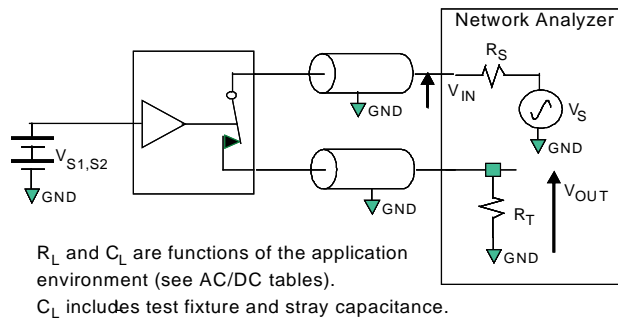 Network Analyzer
R_S
GND
V_IN
V_S
GND
V_S1,S2
GND
GND
V_OUT
R_T
GND
R_L and C_L are functions of the application
environment (see AC/DC tables).
C_L includes test fixture and stray capacitance.